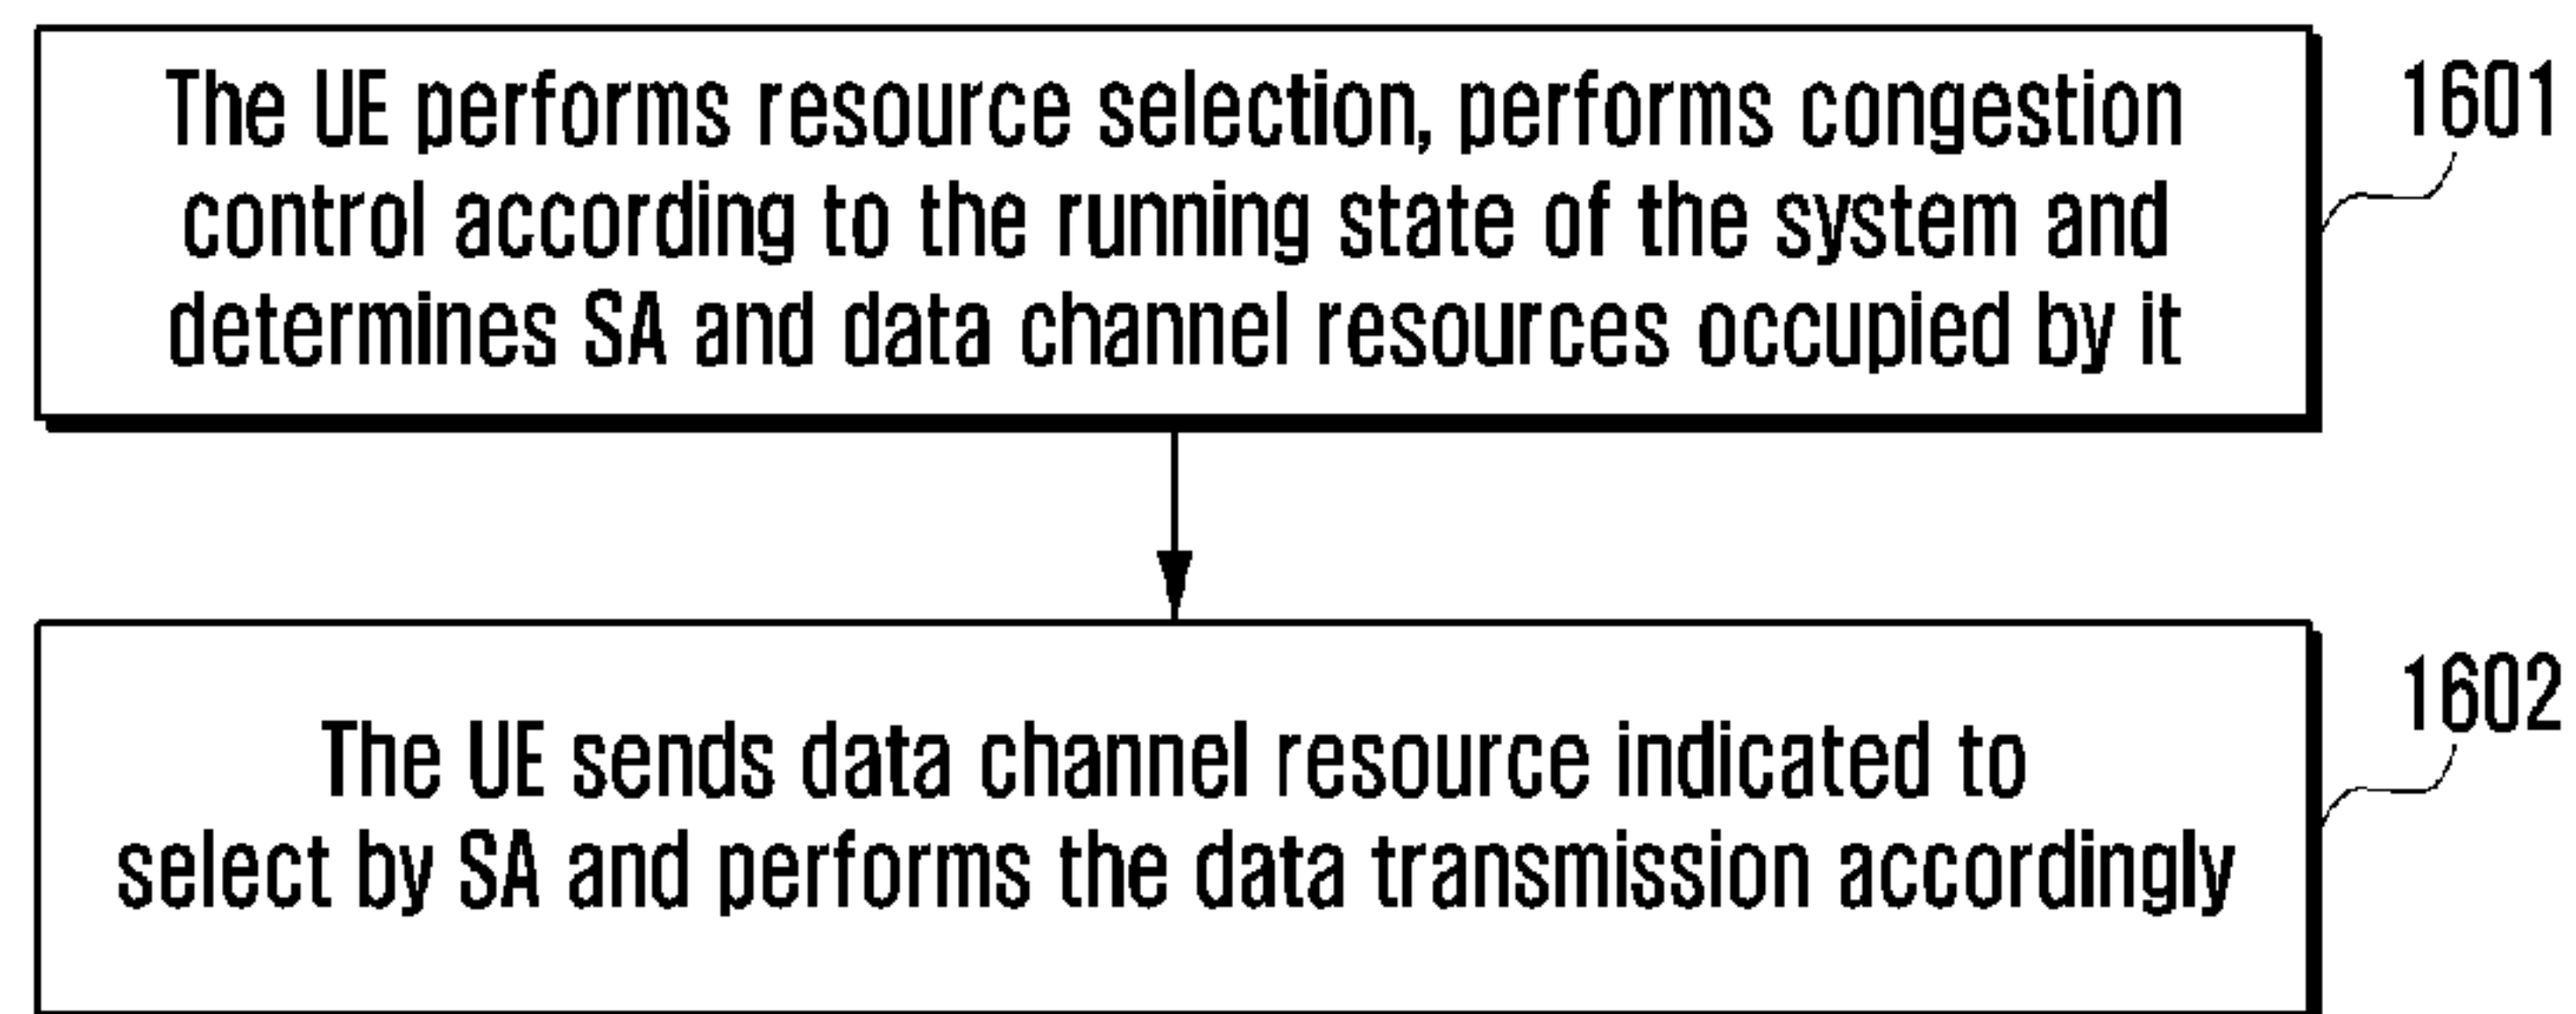 The UE performs resource selection, performs congestion
control according to the running state of the system and
determines SA and data channel resources occupied by it
1601
The UE sends data channel resource indicated to
select by SA and performs the data transmission accordingly
1602